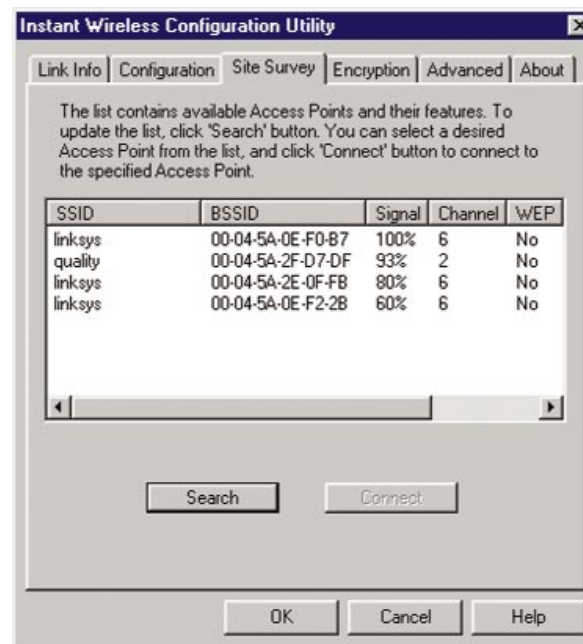 Instant Wireless Configuration Utility
Link Info Configuration Site Survey Encryption Advanced About
The list contains available Access Points and their features. To
update the list, click 'Search' button. You can select a desired
Access Point from the list, and click 'Connect' button to connect to
the specified Access Point.
SSID BSSID Signal Channel WEP
linksys 00-04-5A-0E-F0-B7 100% 6 No
quality 00-04-5A-2F-D7-DF 93% 2 No
linksys 00-04-5A-2E-0F-FB 80% 6 No
linksys 00-04-5A-0E-F2-2B 60% 6 No
Search Connect
OK Cancel Help